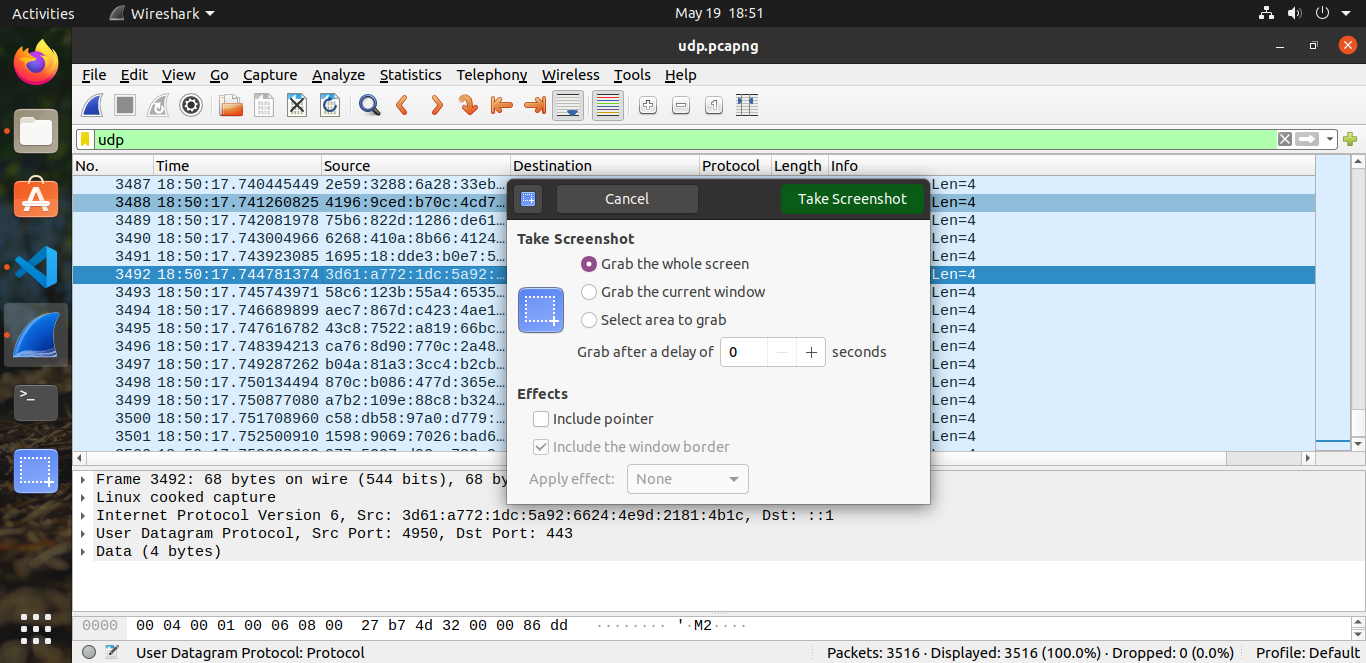 Activities Wireshark May 19 18:51
udp.pcapng
File Edit View Go Capture Analyze Statistics Telephony Wireless Tools Help
udp
No. Time Source Destination Protocol Length Info
3487 18:50:17.740445449 2e59:3288:6a28:33eb… Len=4
3488 18:50:17.741260825 4196:9ced:b70c:4cd7… Len=4
3489 18:50:17.742081978 75b6:822d:1286:de61… Len=4
3490 18:50:17.743004966 6268:410a:8b66:4124… Len=4
3491 18:50:17.743923085 1695:18:dde3:b0e7:5… Len=4
3492 18:50:17.744781374 3d61:a772:1dc:5a92:… Len=4
3493 18:50:17.745743971 58c6:123b:55a4:6535… Len=4
3494 18:50:17.746689899 aec7:867d:c423:4ae1… Len=4
3495 18:50:17.747616782 43c8:7522:a819:66bc… Len=4
3496 18:50:17.748394213 ca76:8d90:770c:2a48… Len=4
3497 18:50:17.749287262 b04a:81a3:3cc4:b2cb… Len=4
3498 18:50:17.750134494 870c:b086:477d:365e… Len=4
3499 18:50:17.750877080 a7b2:109e:88c8:b324… Len=4
3500 18:50:17.751708960 c58:db58:97a0:d779:… Len=4
3501 18:50:17.752500910 1598:9069:7026:bad6… Len=4
Cancel Take Screenshot
Take Screenshot
Grab the whole screen
Grab the current window
Select area to grab
Grab after a delay of 0 − + seconds
Effects
Include pointer
Include the window border
Apply effect: None
Frame 3492: 68 bytes on wire (544 bits), 68 by
Linux cooked capture
Internet Protocol Version 6, Src: 3d61:a772:1dc:5a92:6624:4e9d:2181:4b1c, Dst: ::1
User Datagram Protocol, Src Port: 4950, Dst Port: 443
Data (4 bytes)
0000 00 04 00 01 00 06 08 00 27 b7 4d 32 00 00 86 dd ········ '·M2····
User Datagram Protocol: Protocol Packets: 3516 · Displayed: 3516 (100.0%) · Dropped: 0 (0.0%) Profile: Default